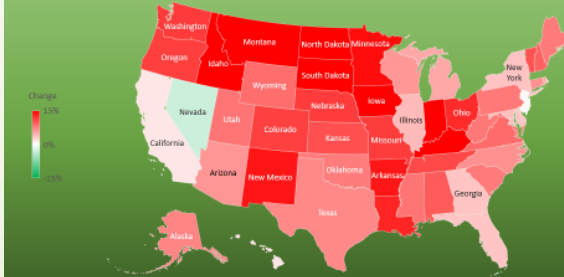 Washington
Montana
North Dakota
Minnesota
Oregon
Idaho
South Dakota
New
York
Wyoming
Change
15%
0%
-15%
Nebraska
Iowa
Illinois
Ohio
Nevada
Utah
Colorado
Kansas
Missouri
California
Arizona
New Mexico
Oklahoma
Arkansas
Texas
Georgia
Alaska